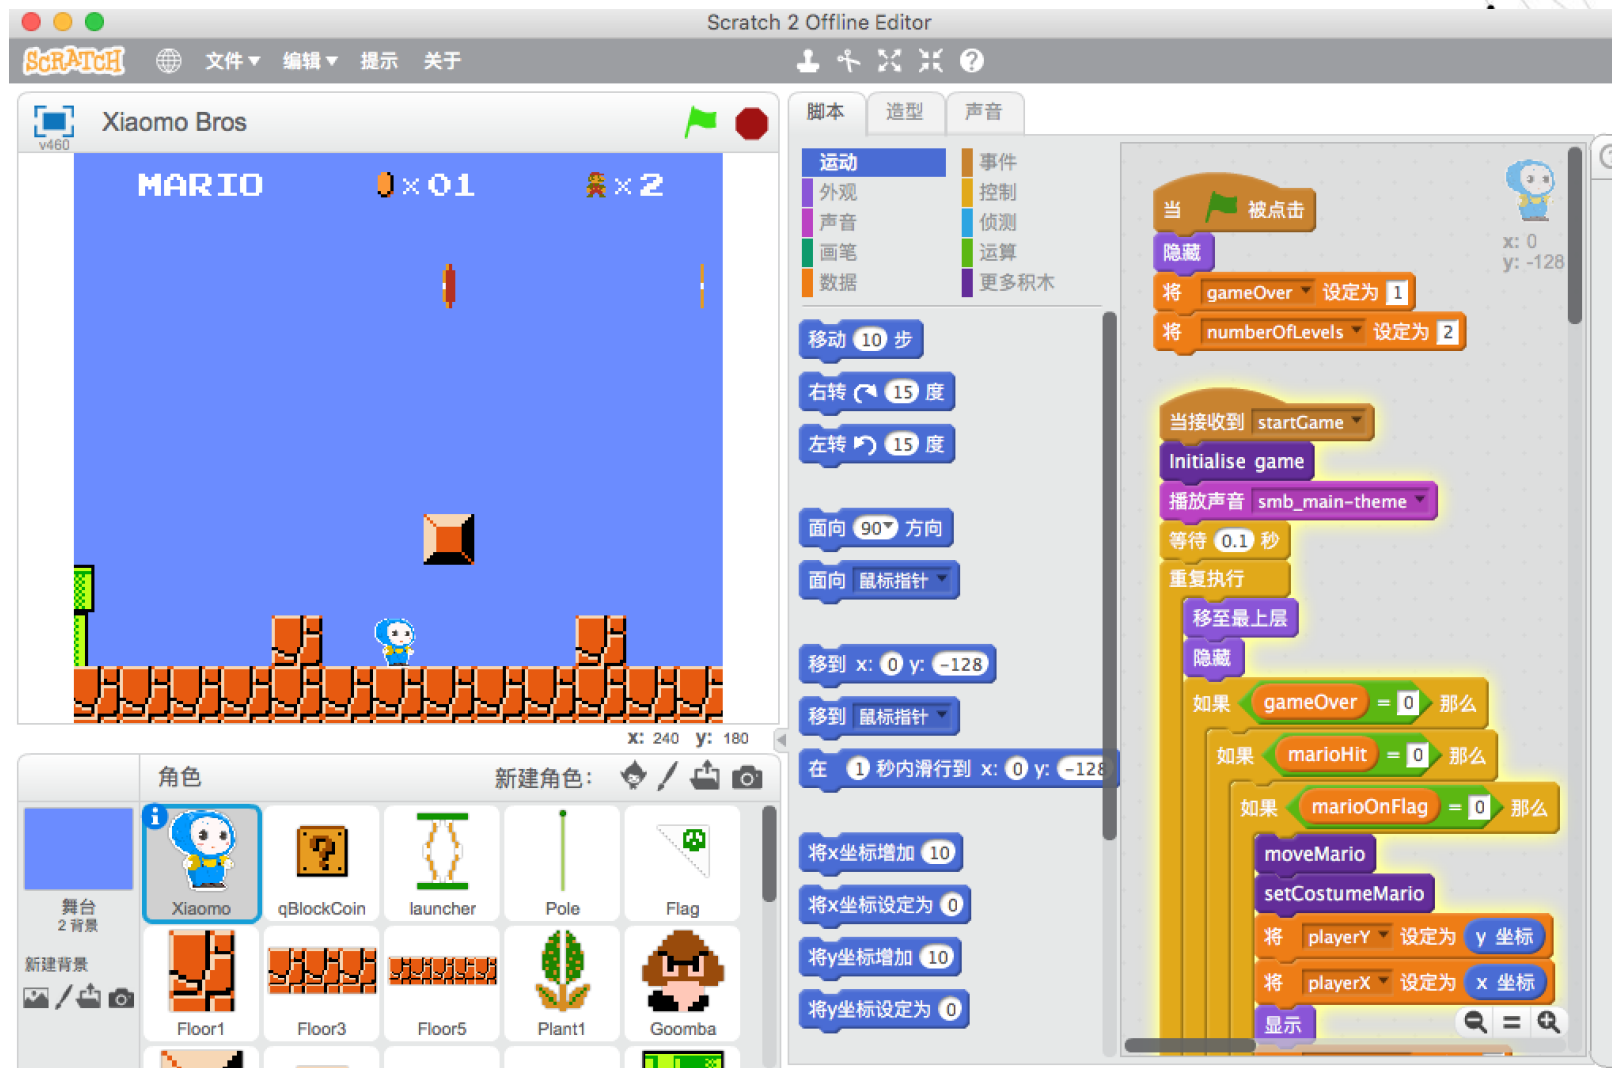 Scratch 2 Offline Editor
SCRATCH 文件 编辑 提示 关于
Xiaomo Bros
v460
MARIO ×01 ×2
x: 240 y: 180
角色 新建角色:
舞台
2 背景
新建背景
Xiaomo qBlockCoin launcher Pole Flag
Floor1 Floor3 Floor5 Plant1 Goomba
脚本 造型 声音
运动 事件
外观 控制
声音 侦测
画笔 运算
数据 更多积木
移动 10 步
右转 15 度
左转 15 度
面向 90 方向
面向 鼠标指针
移到 x: 0 y: -128
移到 鼠标指针
在 1 秒内滑行到 x: 0 y: -128
将x坐标增加 10
将x坐标设定为 0
将y坐标增加 10
将y坐标设定为 0
x: 0
y: -128
当 被点击
隐藏
将 gameOver 设定为 1
将 numberOfLevels 设定为 2
当接收到 startGame
Initialise game
播放声音 smb_main-theme
等待 0.1 秒
重复执行
移至最上层
隐藏
如果 gameOver = 0 那么
如果 marioHit = 0 那么
如果 marioOnFlag = 0 那么
moveMario
setCostumeMario
将 playerY 设定为 y 坐标
将 playerX 设定为 x 坐标
显示